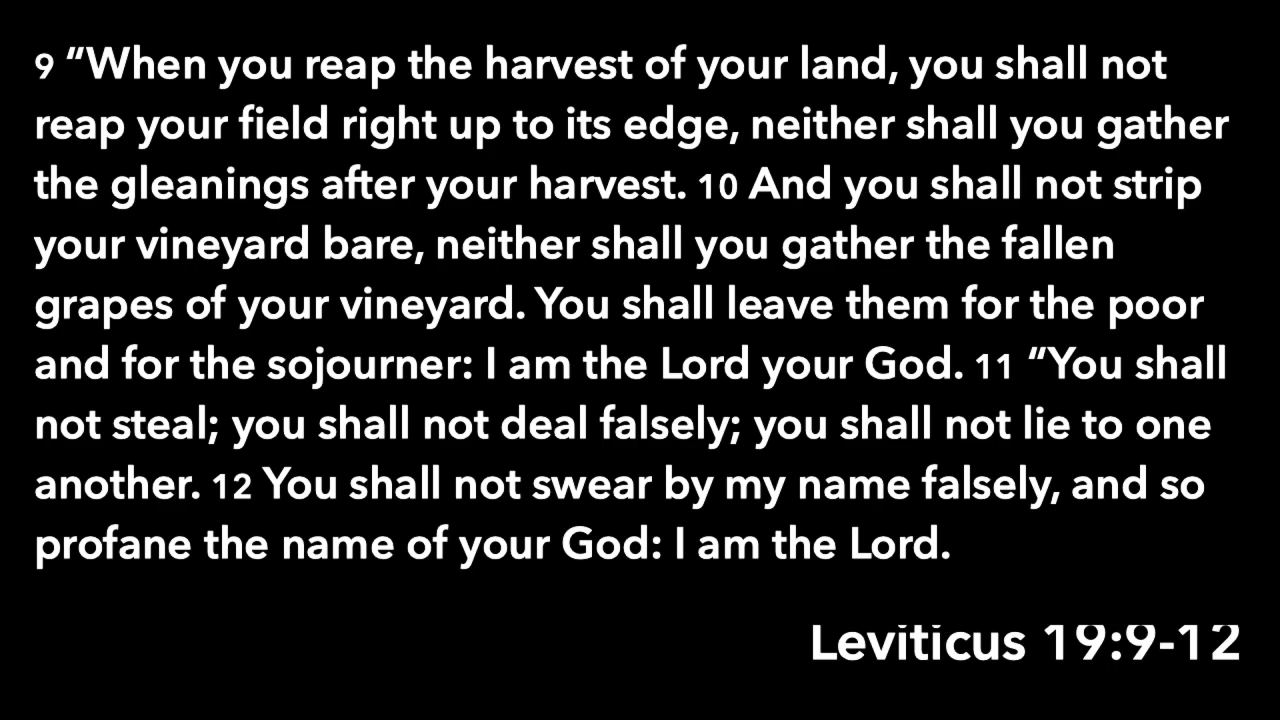 9 “When you reap the harvest of your land, you shall not
reap your field right up to its edge, neither shall you gather
the gleanings after your harvest. 10 And you shall not strip
your vineyard bare, neither shall you gather the fallen
grapes of your vineyard. You shall leave them for the poor
and for the sojourner: I am the Lord your God. 11 “You shall
not steal; you shall not deal falsely; you shall not lie to one
another. 12 You shall not swear by my name falsely, and so
profane the name of your God: I am the Lord.
Leviticus 19:9-12